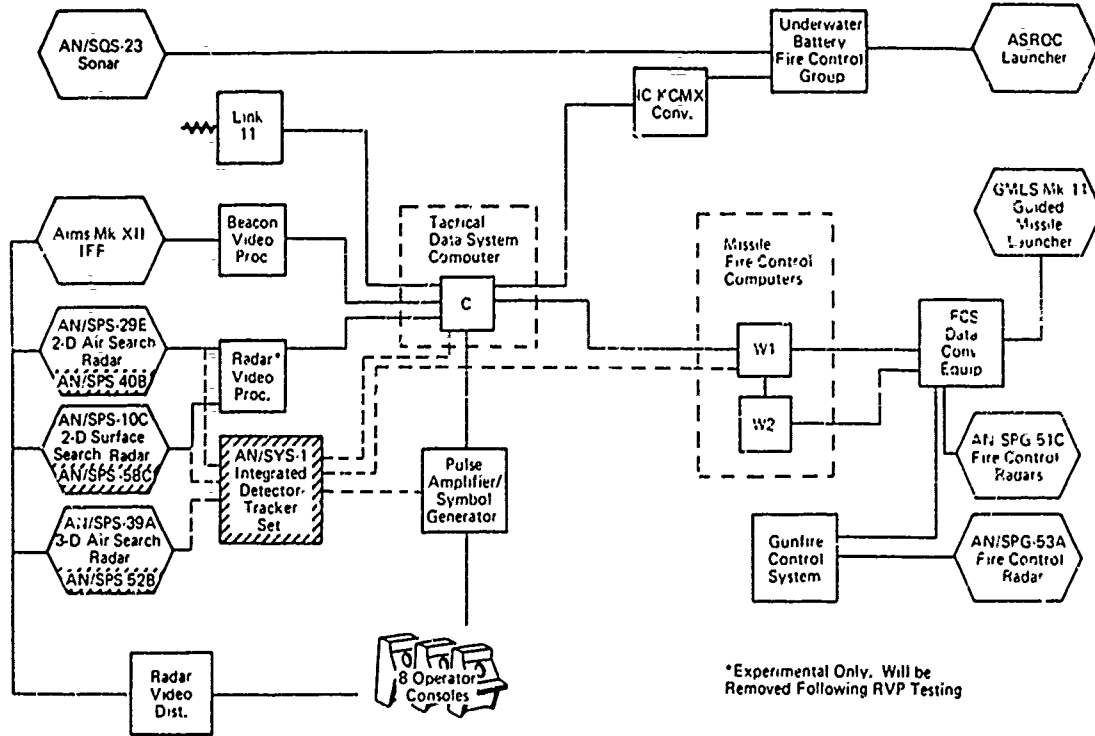 AN/SQS-23
Sonar
Underwater
Battery
Fire Control
Group
ASROC
Launcher
IC KCMX
Conv.
Link
11
Aims Mk XII
IFF
Beacon
Video
Proc
Tactical
Data System
Computer
C
Missile
Fire Control
Computers
W1
W2
GMLS Mk 11
Guided
Missile
Launcher
AN/SPS-29E
2-D Air Search
Radar
AN/SPS 40B
Radar*
Video
Proc.
FCS
Data
Conv
Equip
AN/SPS-10C
2-D Surface
Search Radar
AN/SPS-58C
AN/SYS-1
Integrated
Detector-
Tracker
Set
Pulse
Amplifier/
Symbol
Generator
AN SPG 51C
Fire Control
Radars
AN/SPS-39A
3-D Air Search
Radar
AN/SPS 52B
Gunfire
Control
System
AN/SPG-53A
Fire Control
Radar
Radar
Video
Dist.
8 Operator
Consoles
*Experimental Only. Will be
Removed Following RVP Testing